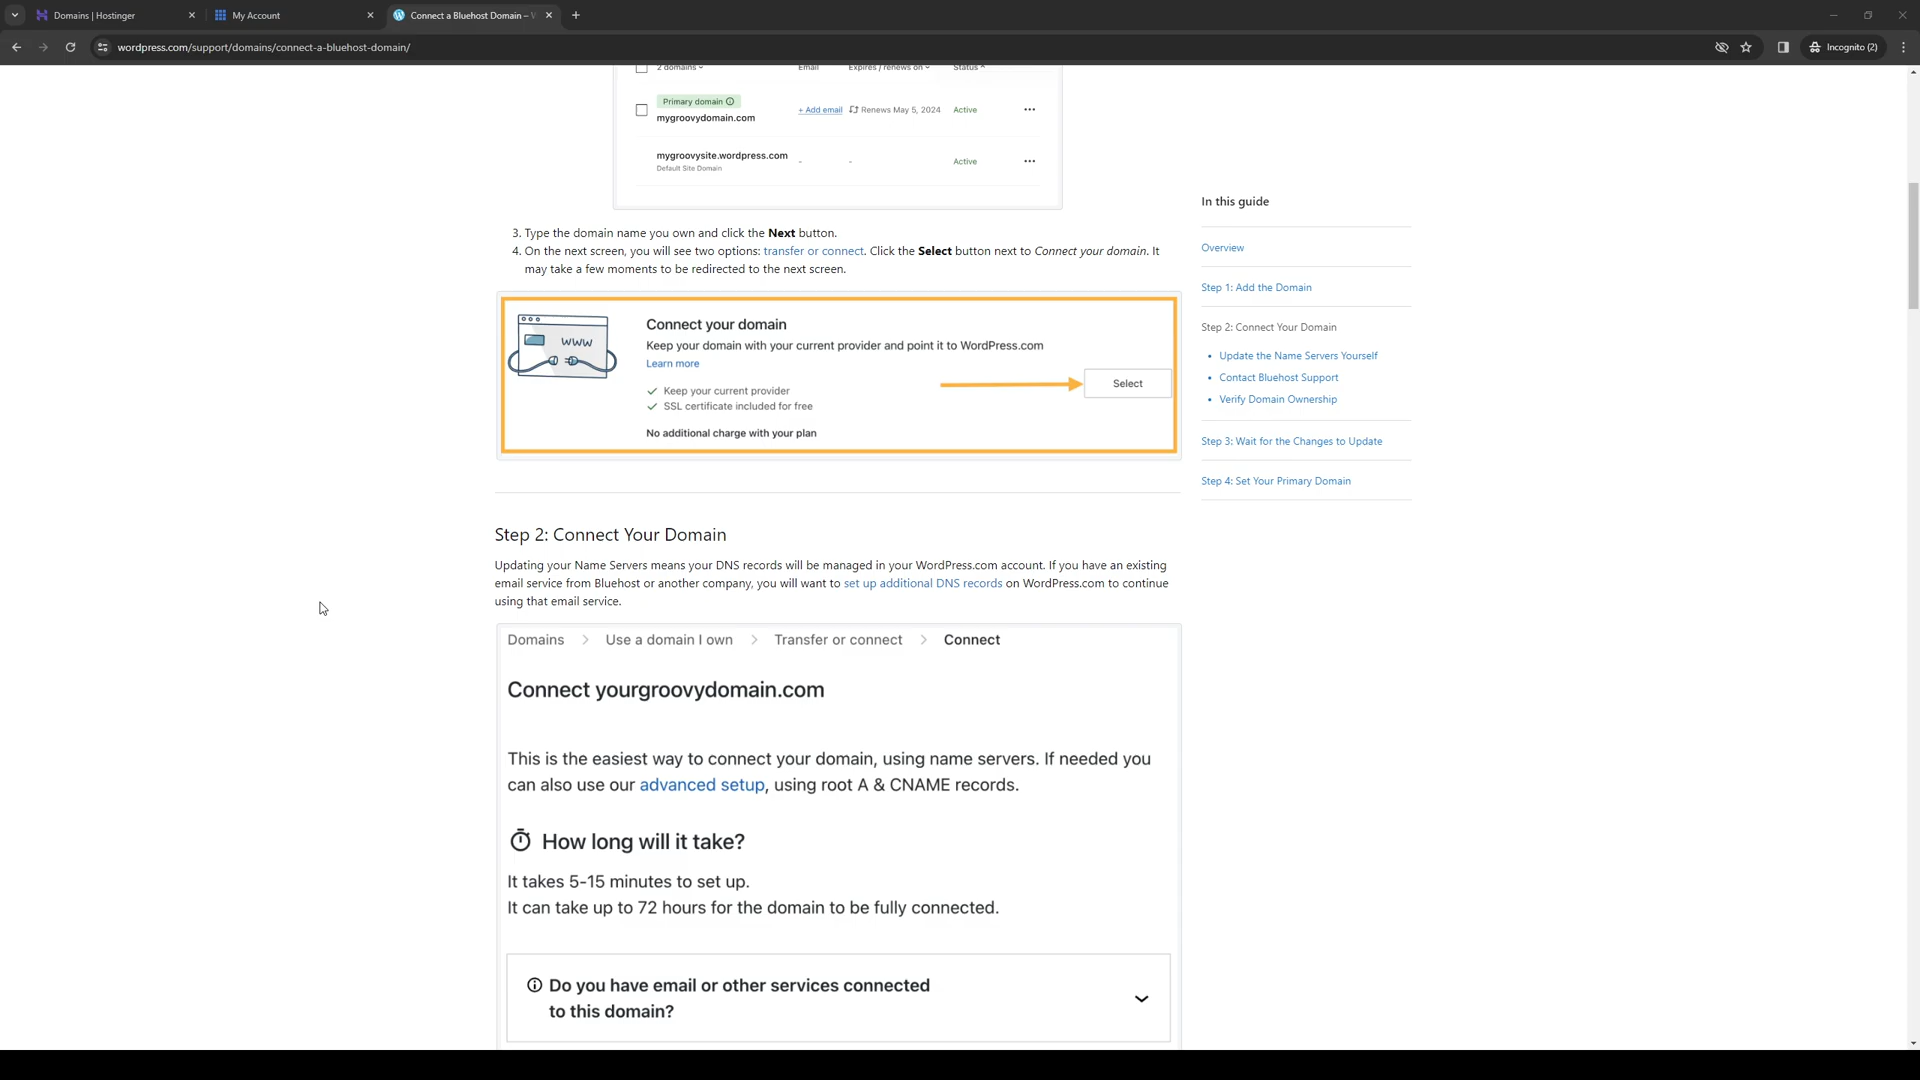 Domains | Hostinger
My Account
Connect a Bluehost Domain –
wordpress.com/support/domains/connect-a-bluehost-domain/
Incognito (2)
2 domains
Email
Expires / renews on
Status
Primary domain
mygroovydomain.com
+ Add email
Renews May 5, 2024
Active
mygroovysite.wordpress.com
-
-
Active
Default Site Domain
3. Type the domain name you own and click the Next button.
4. On the next screen, you will see two options: transfer or connect. Click the Select button next to Connect your domain. It
may take a few moments to be redirected to the next screen.
WWW
Connect your domain
Keep your domain with your current provider and point it to WordPress.com
Learn more
Keep your current provider
SSL certificate included for free
No additional charge with your plan
Select
In this guide
Overview
Step 1: Add the Domain
Step 2: Connect Your Domain
• Update the Name Servers Yourself
• Contact Bluehost Support
• Verify Domain Ownership
Step 3: Wait for the Changes to Update
Step 4: Set Your Primary Domain
Step 2: Connect Your Domain
Updating your Name Servers means your DNS records will be managed in your WordPress.com account. If you have an existing
email service from Bluehost or another company, you will want to set up additional DNS records on WordPress.com to continue
using that email service.
Domains > Use a domain I own > Transfer or connect > Connect
Connect yourgroovydomain.com
This is the easiest way to connect your domain, using name servers. If needed you
can also use our advanced setup, using root A & CNAME records.
How long will it take?
It takes 5-15 minutes to set up.
It can take up to 72 hours for the domain to be fully connected.
Do you have email or other services connected
to this domain?